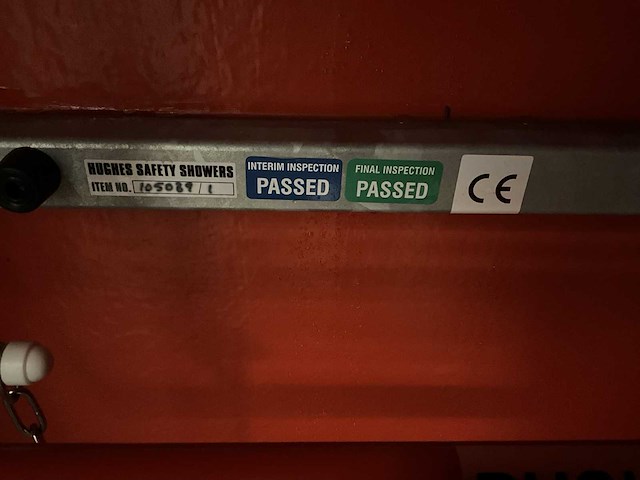 HUGHES SAFETY SHOWERS
ITEM NO. 105089/1
INTERIM INSPECTION
PASSED
FINAL INSPECTION
PASSED
CE